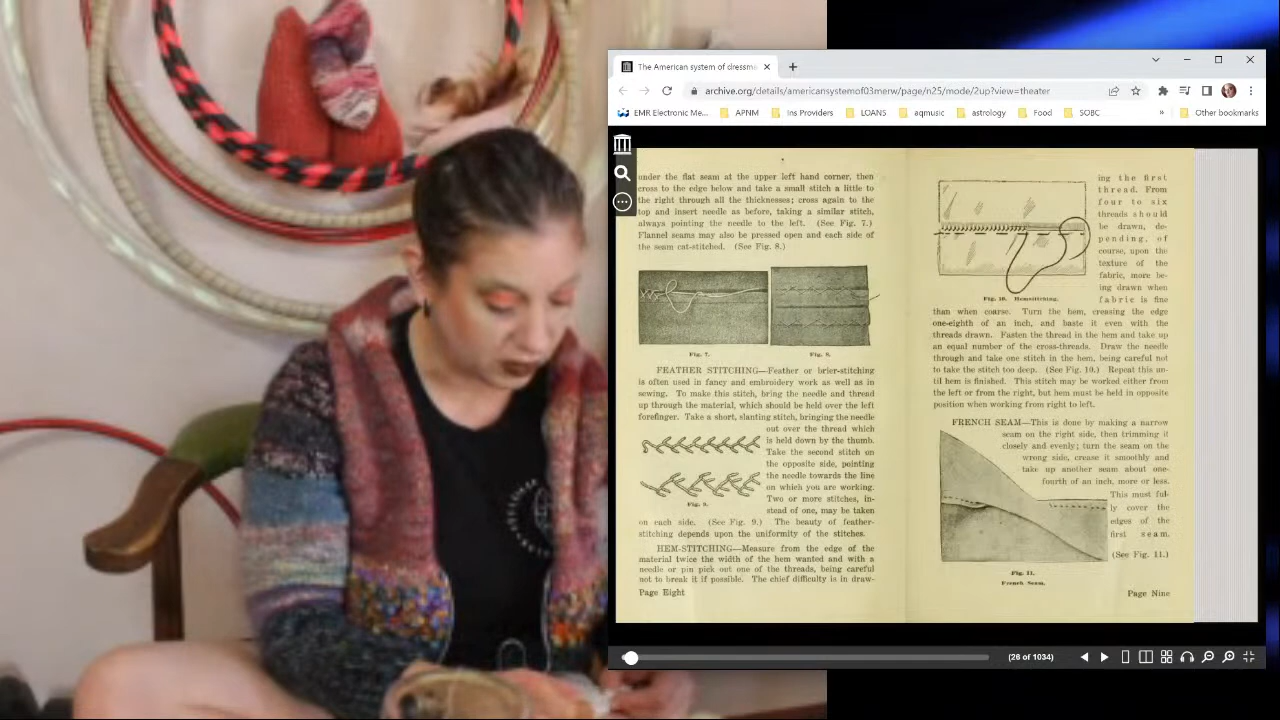 The American system of dressm
archive.org/details/americansystemof03merw/page/n25/mode/2up?view=theater
EMR Electronic Me...
APNM
Ins Providers
LOANS
aqmusic
astrology
Food
SOBC
»
Other bookmarks
under the flat seam at the upper left hand corner, then
cross to the edge below and take a small stitch a little to
the right through all the thicknesses; cross again to the
top and insert needle as before, taking a similar stitch,
always pointing the needle to the left. (See Fig. 7.)
Flannel seams may also be pressed open and each side of
the seam cat-stitched. (See Fig. 8.)
Fig. 7.
Fig. 8.
FEATHER STITCHING—Feather or brier-stitching
is often used in fancy and embroidery work as well as in
sewing. To make this stitch, bring the needle and thread
up through the material, which should be held over the left
forefinger. Take a short, slanting stitch, bringing the needle
out over the thread which
is held down by the thumb.
Take the second stitch on
the opposite side, pointing
the needle towards the line
on which you are working.
Two or more stitches, in-
stead of one, may be taken
Fig. 9.
on each side. (See Fig. 9.) The beauty of feather-
stitching depends upon the uniformity of the stitches.
HEM-STITCHING—Measure from the edge of the
material twice the width of the hem wanted and with a
needle or pin pick out one of the threads, being careful
not to break it if possible. The chief difficulty is in draw-
Page Eight
ing the first
thread. From
four to six
threads should
be drawn, de-
pending, of
course, upon the
texture of the
fabric, more be-
ing drawn when
fabric is fine
Fig. 10. Hemstitching.
than when coarse. Turn the hem, creasing the edge
one-eighth of an inch, and baste it even with the
threads drawn. Fasten the thread in the hem and take up
an equal number of the cross-threads. Draw the needle
through and take one stitch in the hem, being careful not
to take the stitch too deep. (See Fig. 10.) Repeat this un-
til hem is finished. This stitch may be worked either from
the left or from the right, but hem must be held in opposite
position when working from right to left.
FRENCH SEAM—This is done by making a narrow
seam on the right side, then trimming it
closely and evenly; turn the seam on the
wrong side, crease it smoothly and
take up another seam about one-
fourth of an inch, more or less.
This must ful-
ly cover the
edges of the
first seam.
(See Fig. 11.)
Fig. 11.
French Seam.
Page Nine
(26 of 1034)